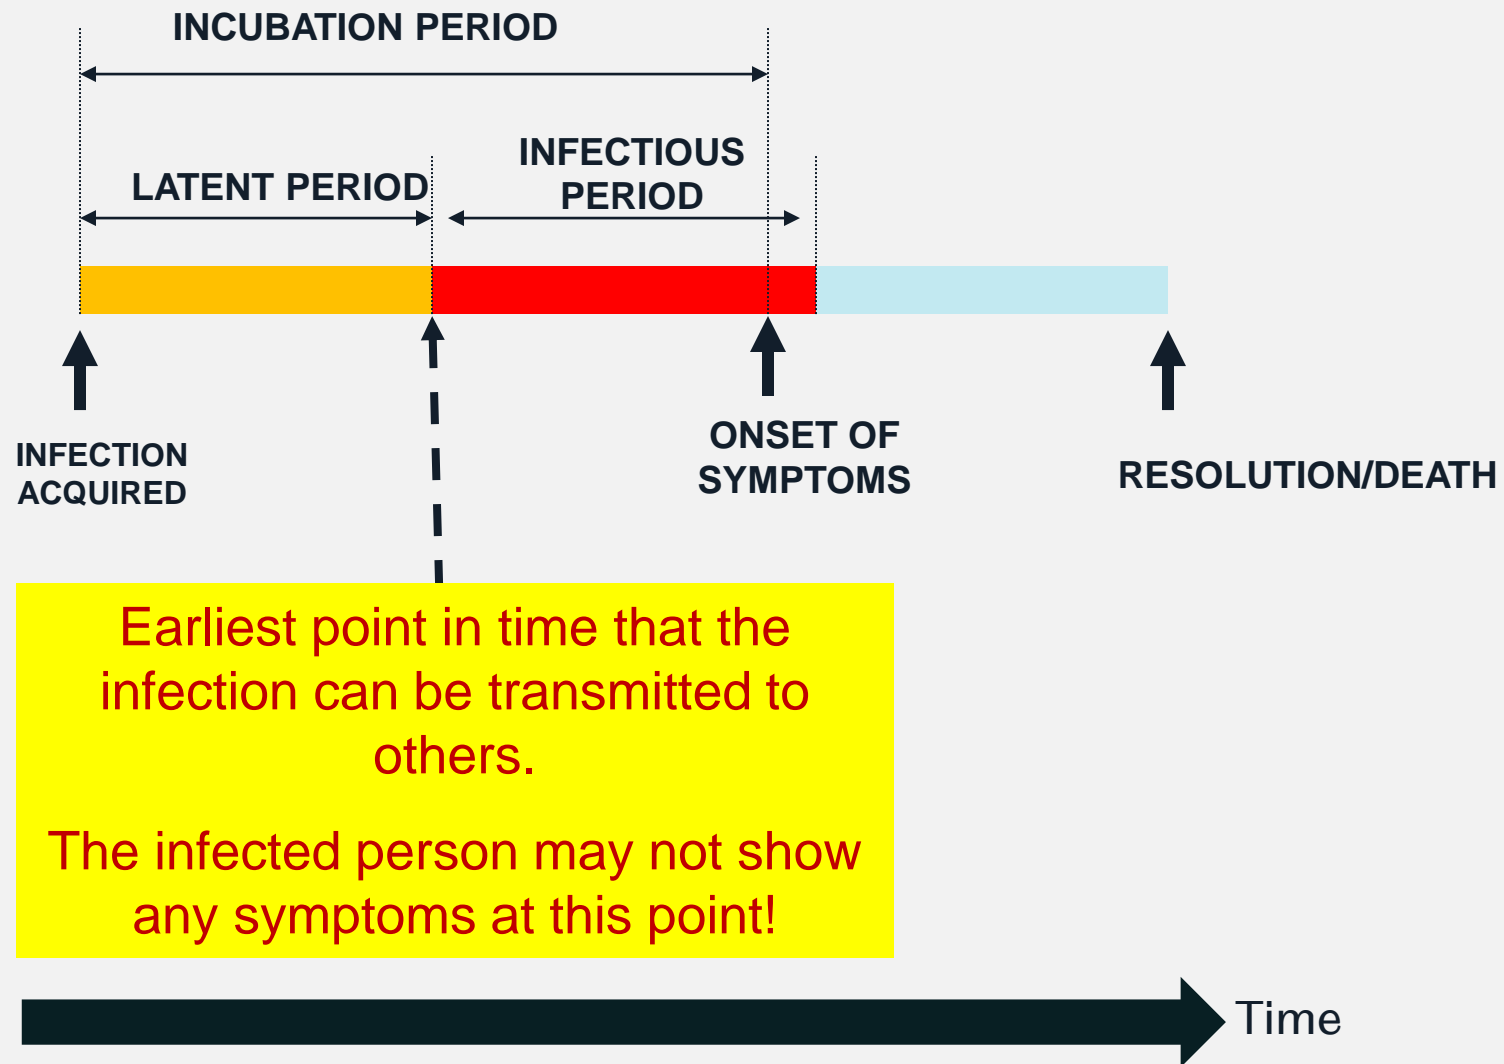 INCUBATION PERIOD
INFECTIOUS
PERIOD
LATENT PERIOD
INFECTION
ACQUIRED
ONSET OF
SYMPTOMS
RESOLUTION/DEATH
Earliest point in time that the
infection can be transmitted to
others.
The infected person may not show
any symptoms at this point!
Time